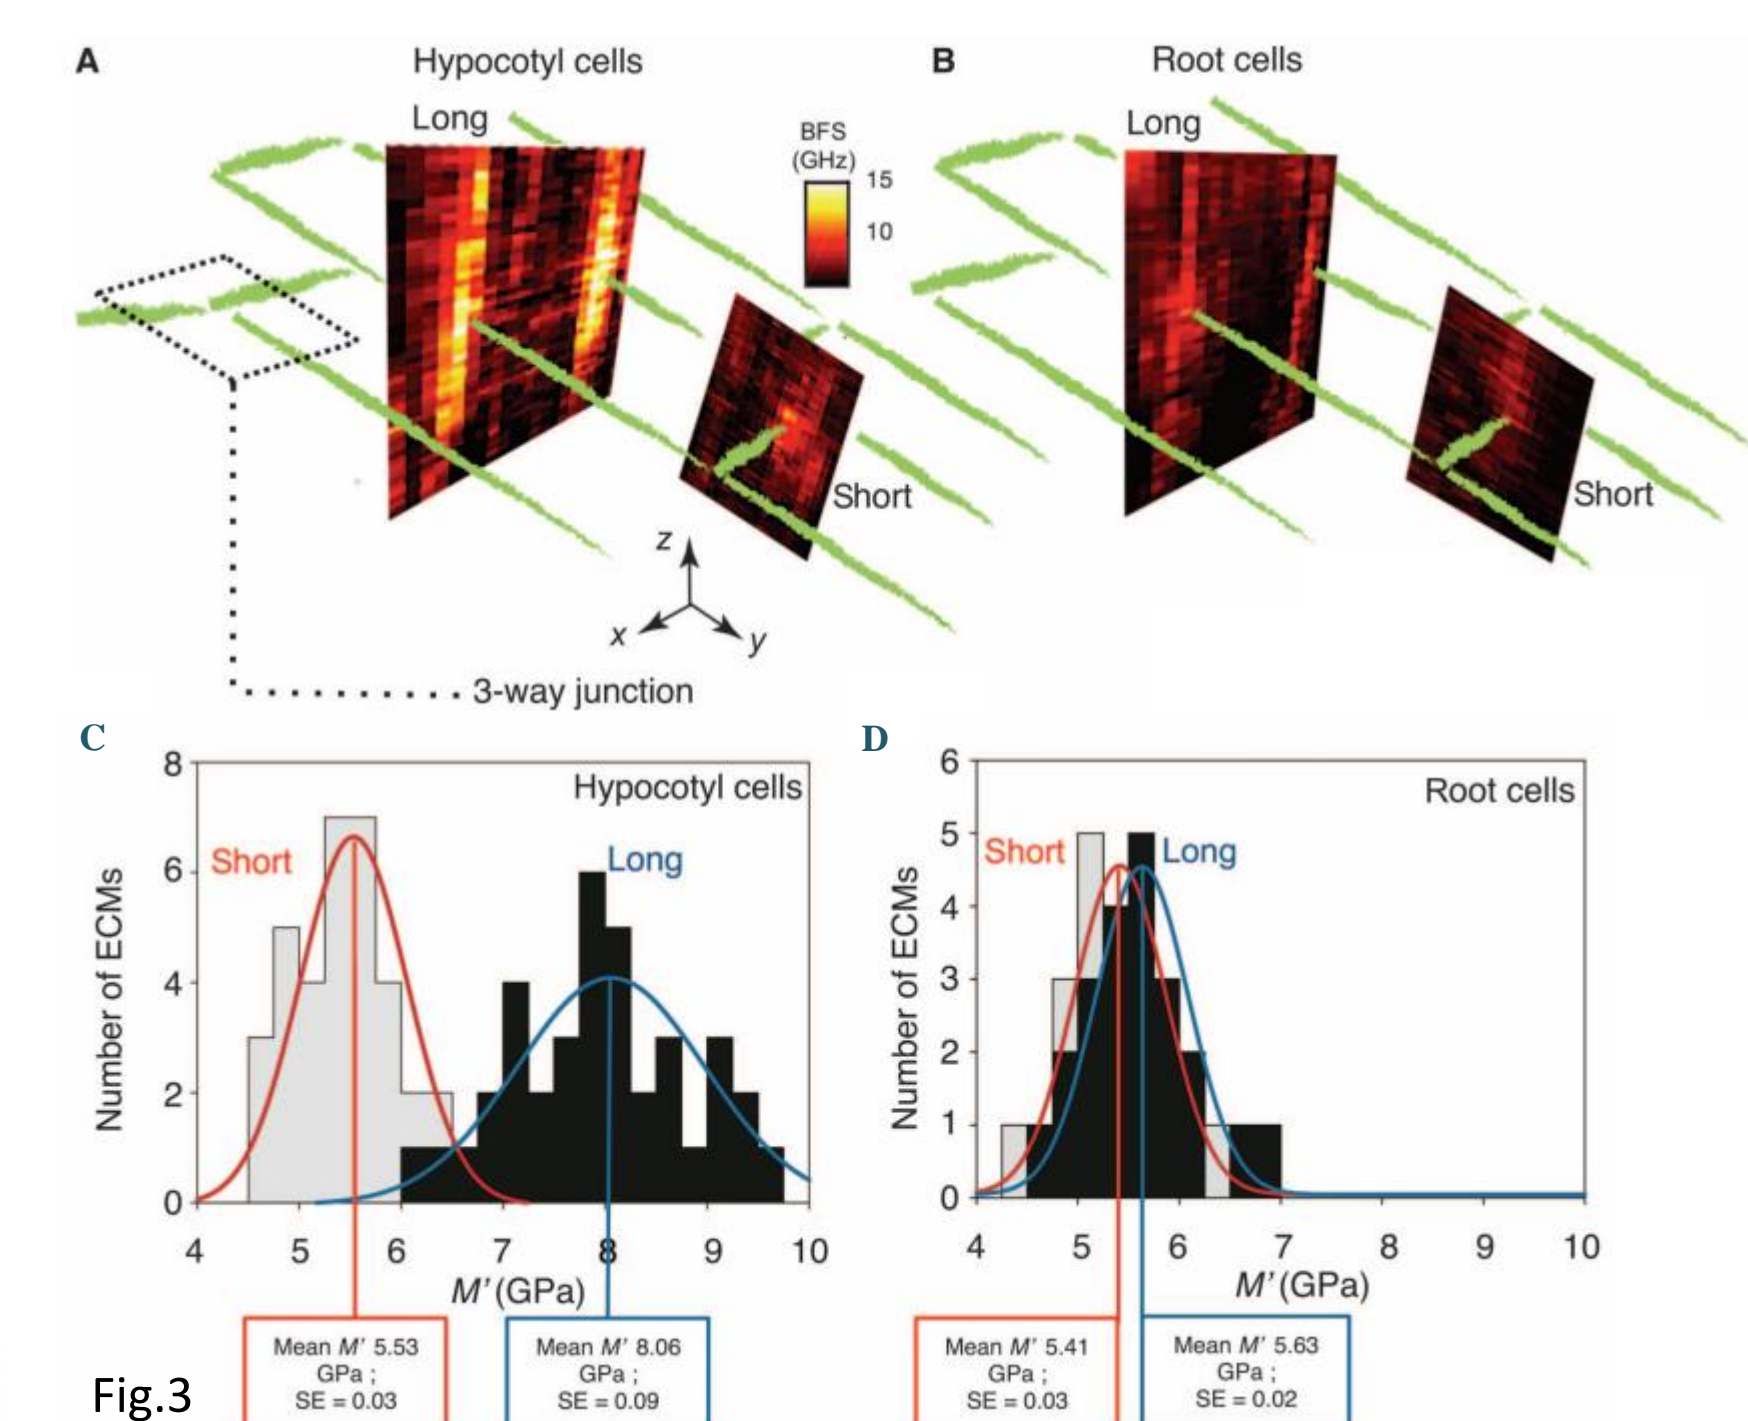 A
Hypocotyl cells
Long
BFS
(GHz)
15
10
Short
z
x
y
3-way junction
B
Root cells
Long
Short
C
Hypocotyl cells
Short
Long
Number of ECMs
8
6
4
2
0
4 5 6 7 8 9 10
M′ (GPa)
Mean M′ 5.53
GPa ;
SE = 0.03
Mean M′ 8.06
GPa ;
SE = 0.09
D
Root cells
Short
Long
Number of ECMs
6
5
4
3
2
1
0
4 5 6 7 8 9 10
M′ (GPa)
Mean M′ 5.41
GPa ;
SE = 0.03
Mean M′ 5.63
GPa ;
SE = 0.02
Fig.3